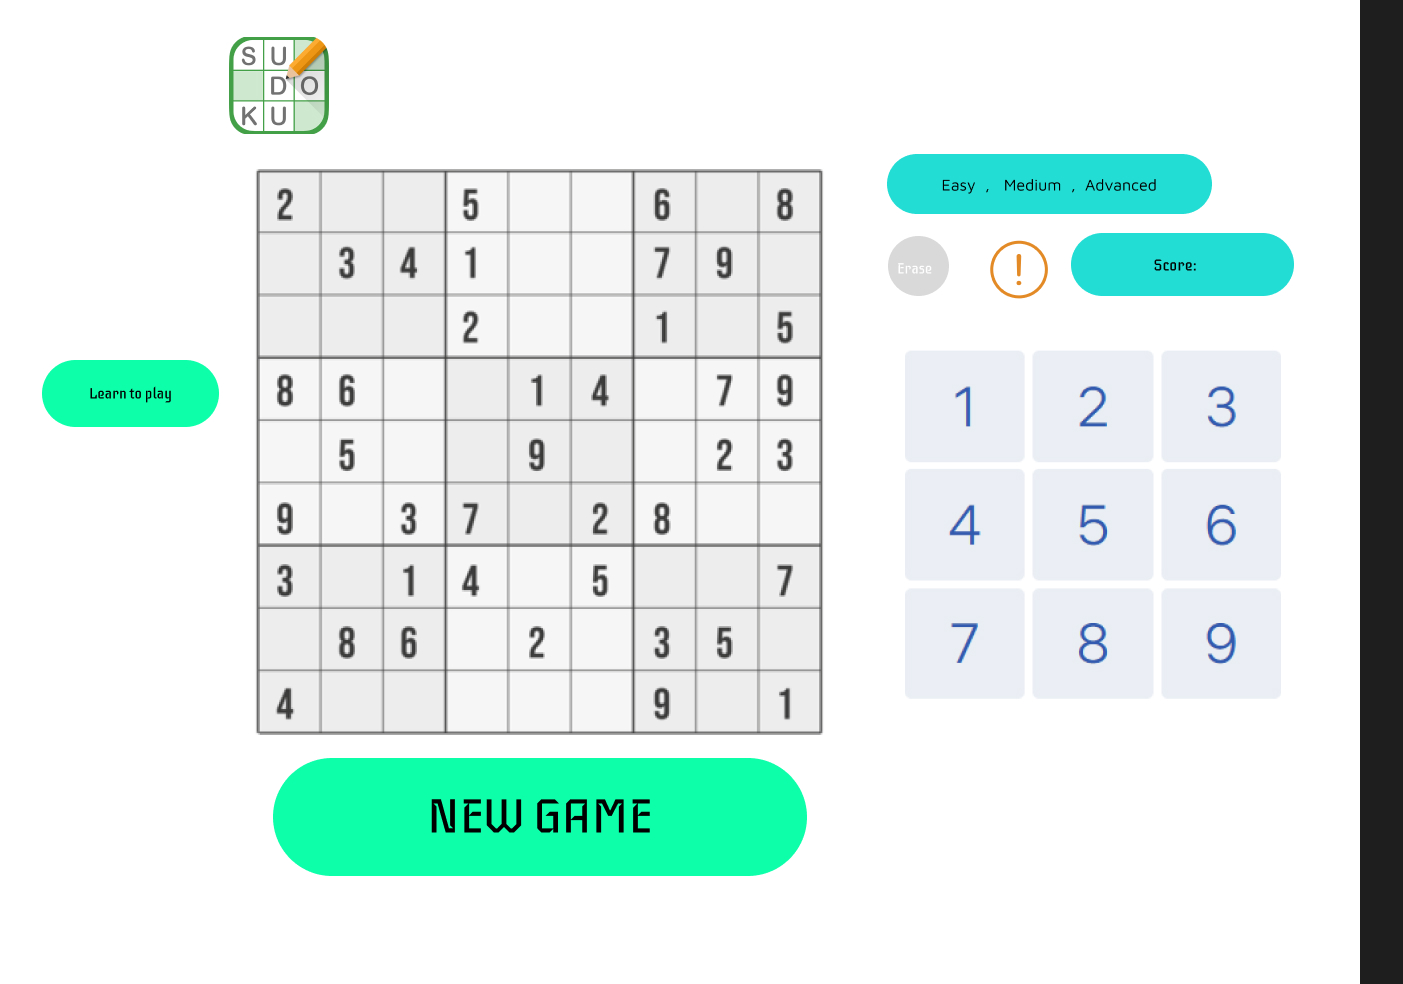 S U
D O
K U
Easy , Medium , Advanced
2 5 6 8
3 4 1 7 9
Erase ! Score:
2 1 5
8 6 1 4 7 9
Learn to play
5 9 2 3
9 3 7 2 8
3 1 4 5 7
8 6 2 3 5
4 9 1
1 2 3
4 5 6
7 8 9
NEW GAME